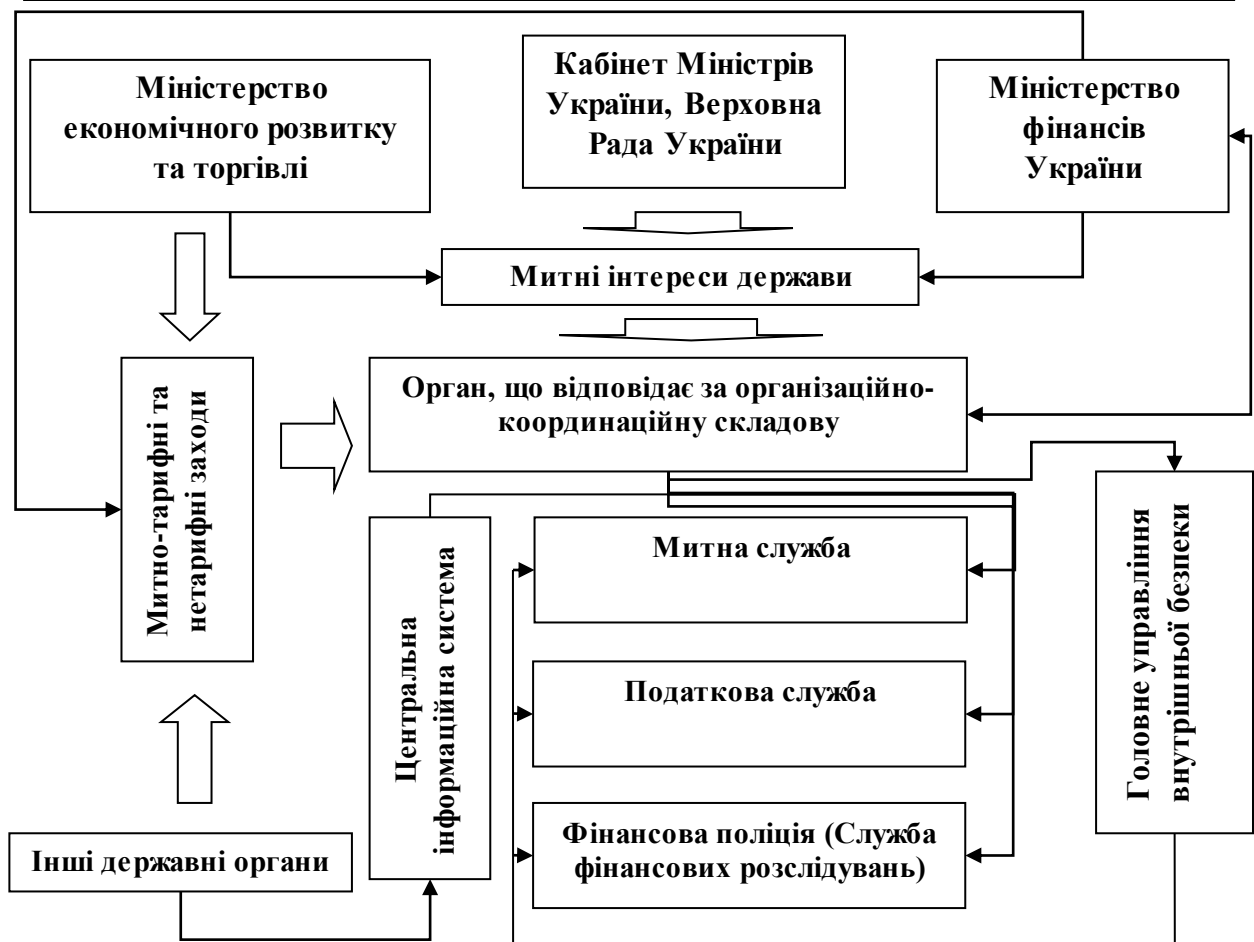 Міністерство
економічного розвитку
та торгівлі
Кабінет Міністрів
України, Верховна
Рада України
Міністерство
фінансів
України
Митні інтереси держави
Митно-тарифні та
нетарифні заходи
Орган, що відповідає за організаційно-
координаційну складову
Центральна
інформаційна система
Митна служба
Податкова служба
Фінансова поліція (Служба
фінансових розслідувань)
Головне управління
внутрішньої безпеки
Інші державні органи